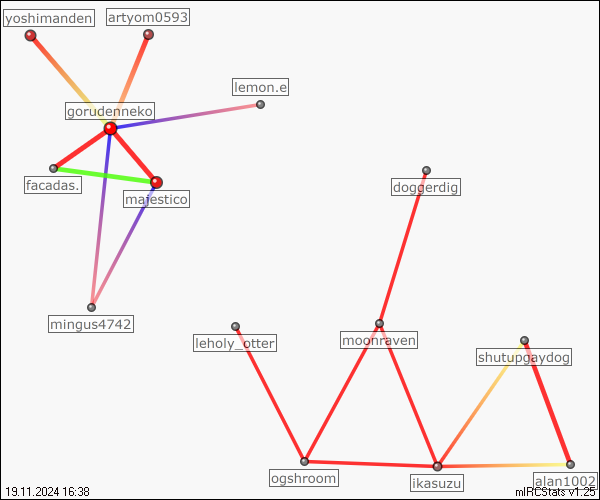 yoshimanden
artyom0593
lemon.e
gorudenneko
facadas.
majestico
doggerdig
mingus4742
leholy_otter
moonraven
shutupgaydog
ogshroom
ikasuzu
alan1002
19.11.2024 16:38
mIRCStats v1.25